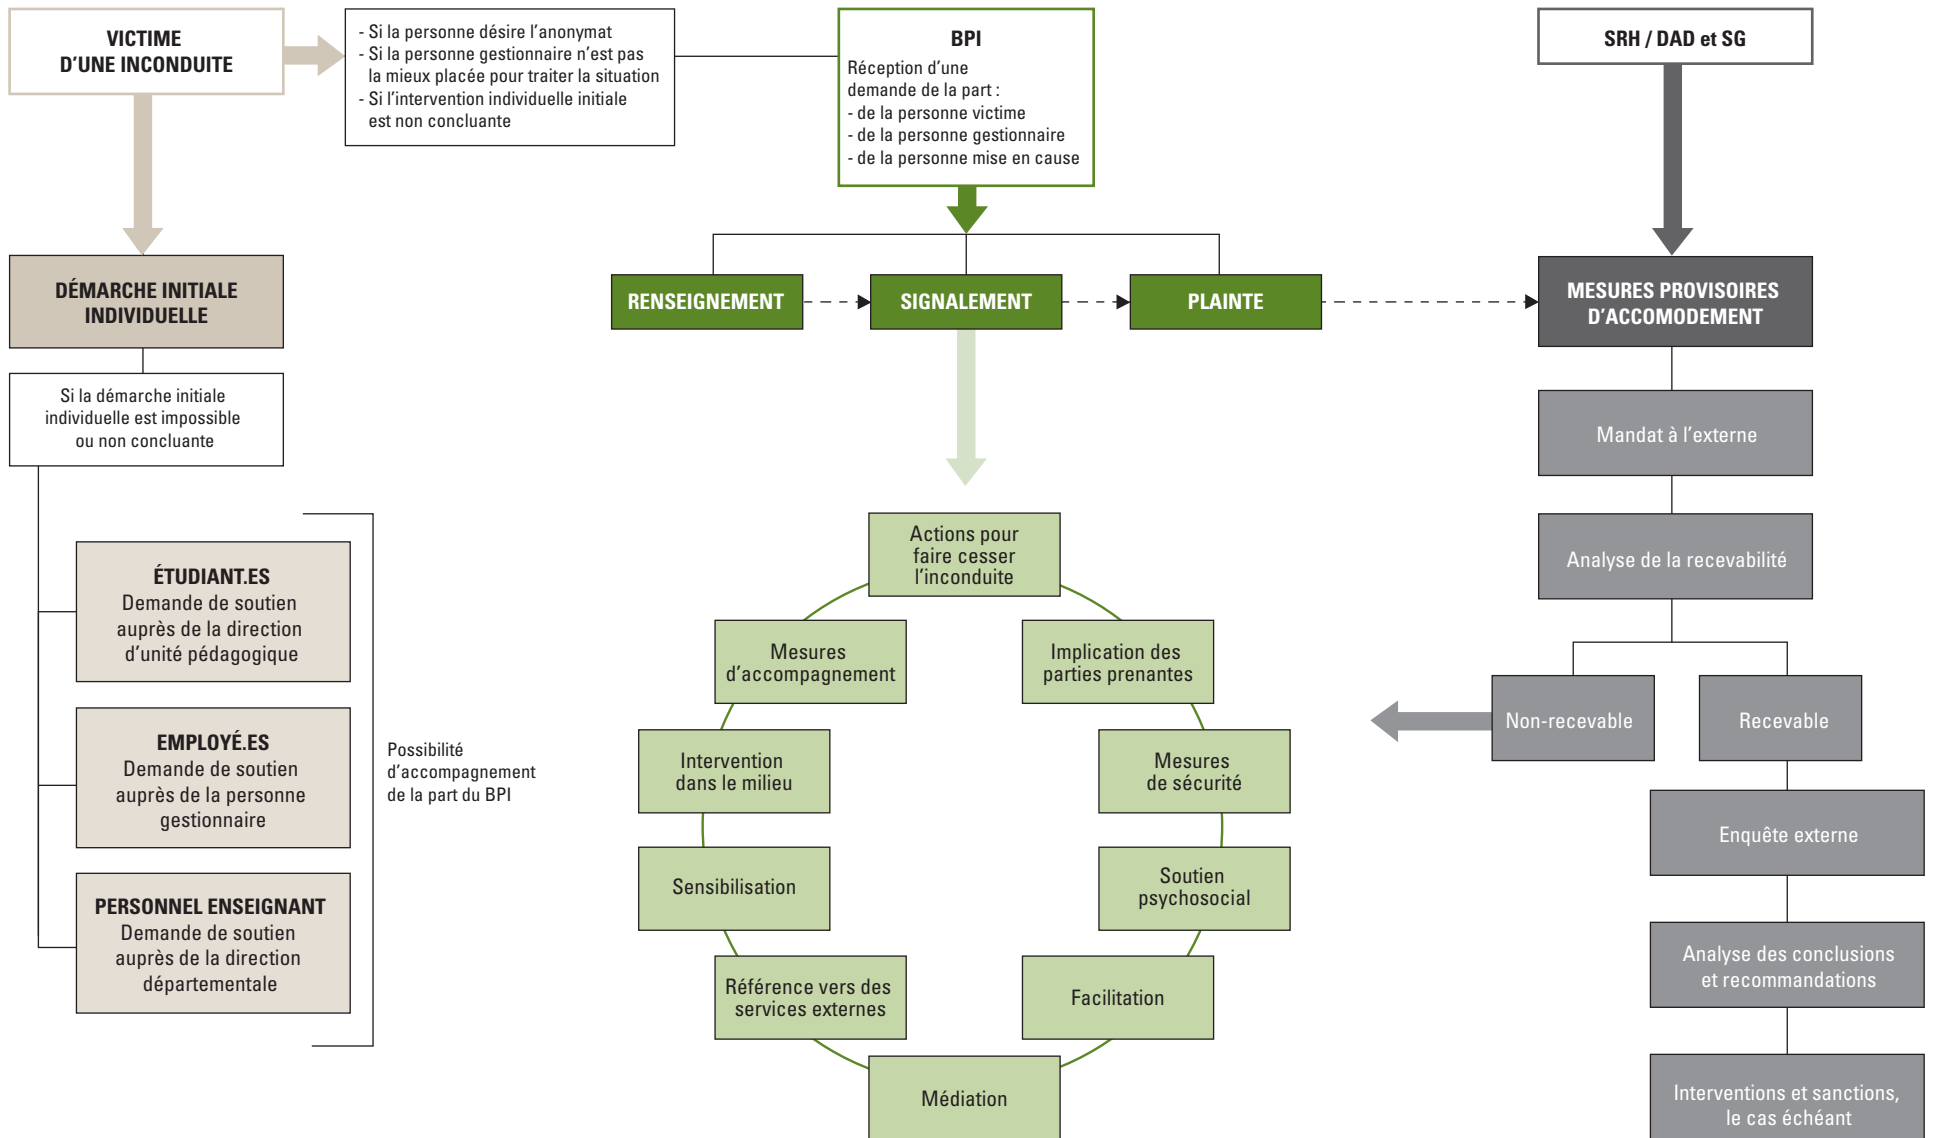 VICTIME
D'UNE INCONDUITE
- Si la personne désire l'anonymat
- Si la personne gestionnaire n'est pas
la mieux placée pour traiter la situation
- Si l'intervention individuelle initiale
est non concluante
BPI
Réception d'une
demande de la part :
- de la personne victime
- de la personne gestionnaire
- de la personne mise en cause
SRH / DAD et SG
DÉMARCHE INITIALE
INDIVIDUELLE
Si la démarche initiale
individuelle est impossible
ou non concluante
ÉTUDIANT.ES
Demande de soutien
auprès de la direction
d'unité pédagogique
EMPLOYÉ.ES
Demande de soutien
auprès de la personne
gestionnaire
PERSONNEL ENSEIGNANT
Demande de soutien
auprès de la direction
départementale
Possibilité
d'accompagnement
de la part du BPI
RENSEIGNEMENT
SIGNALEMENT
PLAINTE
Actions pour
faire cesser
l'inconduite
Mesures
d'accompagnement
Implication des
parties prenantes
Intervention
dans le milieu
Mesures
de sécurité
Sensibilisation
Soutien
psychosocial
Référence vers des
services externes
Facilitation
Médiation
MESURES PROVISOIRES
D'ACCOMODEMENT
Mandat à l'externe
Analyse de la recevabilité
Non-recevable
Recevable
Enquête externe
Analyse des conclusions
et recommandations
Interventions et sanctions,
le cas échéant